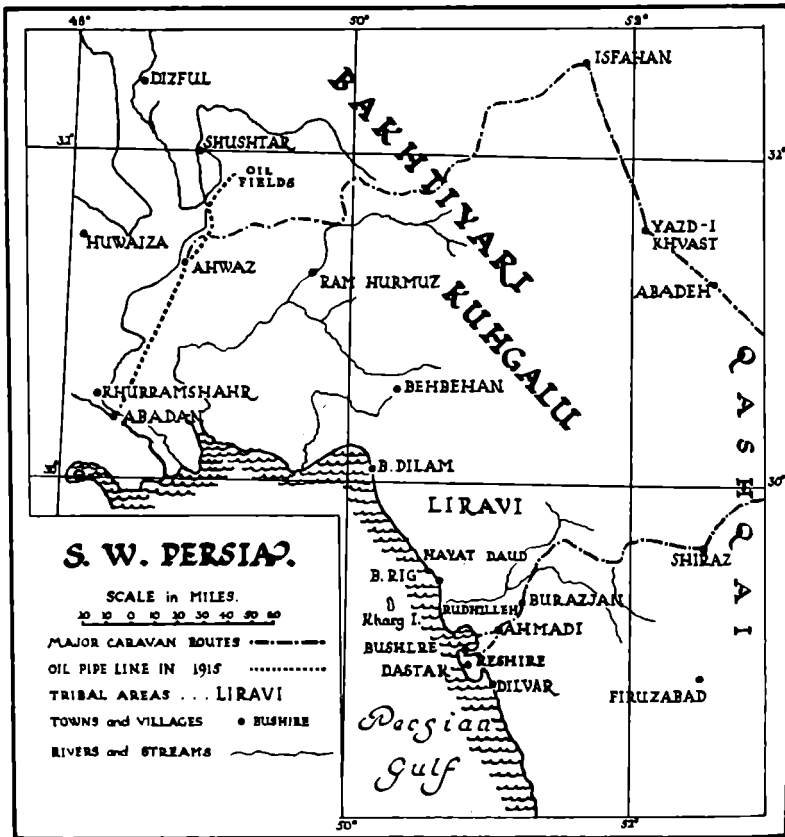 48° 50° 52°
ISFAHAN
DIZFUL
BAKHTIYARI
SHUSHTAR
32°
OIL
FIELDS
YAZD-I
KHVAST
HUWAIZA
AHWAZ
RAM HURMUZ
ABADEH
KUHGALU
QASHQAI
KHURRAMSHAHR
BEHBEHAN
ABADAN
B. DILAM
30° 30°
LIRAVI
HAYAT DAUD
SHIRAZ
B. RIG
Kharg I.
RUDHILLEH
BURAZJAN
AHMADI
BUSHIRE
RESHIRE
DASTAK
DILVAR
FIRUZABAD
Persian
Gulf
S. W. PERSIA.
SCALE in MILES.
20 10 0 10 20 30 40 50 60
MAJOR CARAVAN ROUTES
OIL PIPE LINE IN 1915
TRIBAL AREAS ... LIRAVI
TOWNS and VILLAGES • BUSHIRE
RIVERS and STREAMS
50° 52°